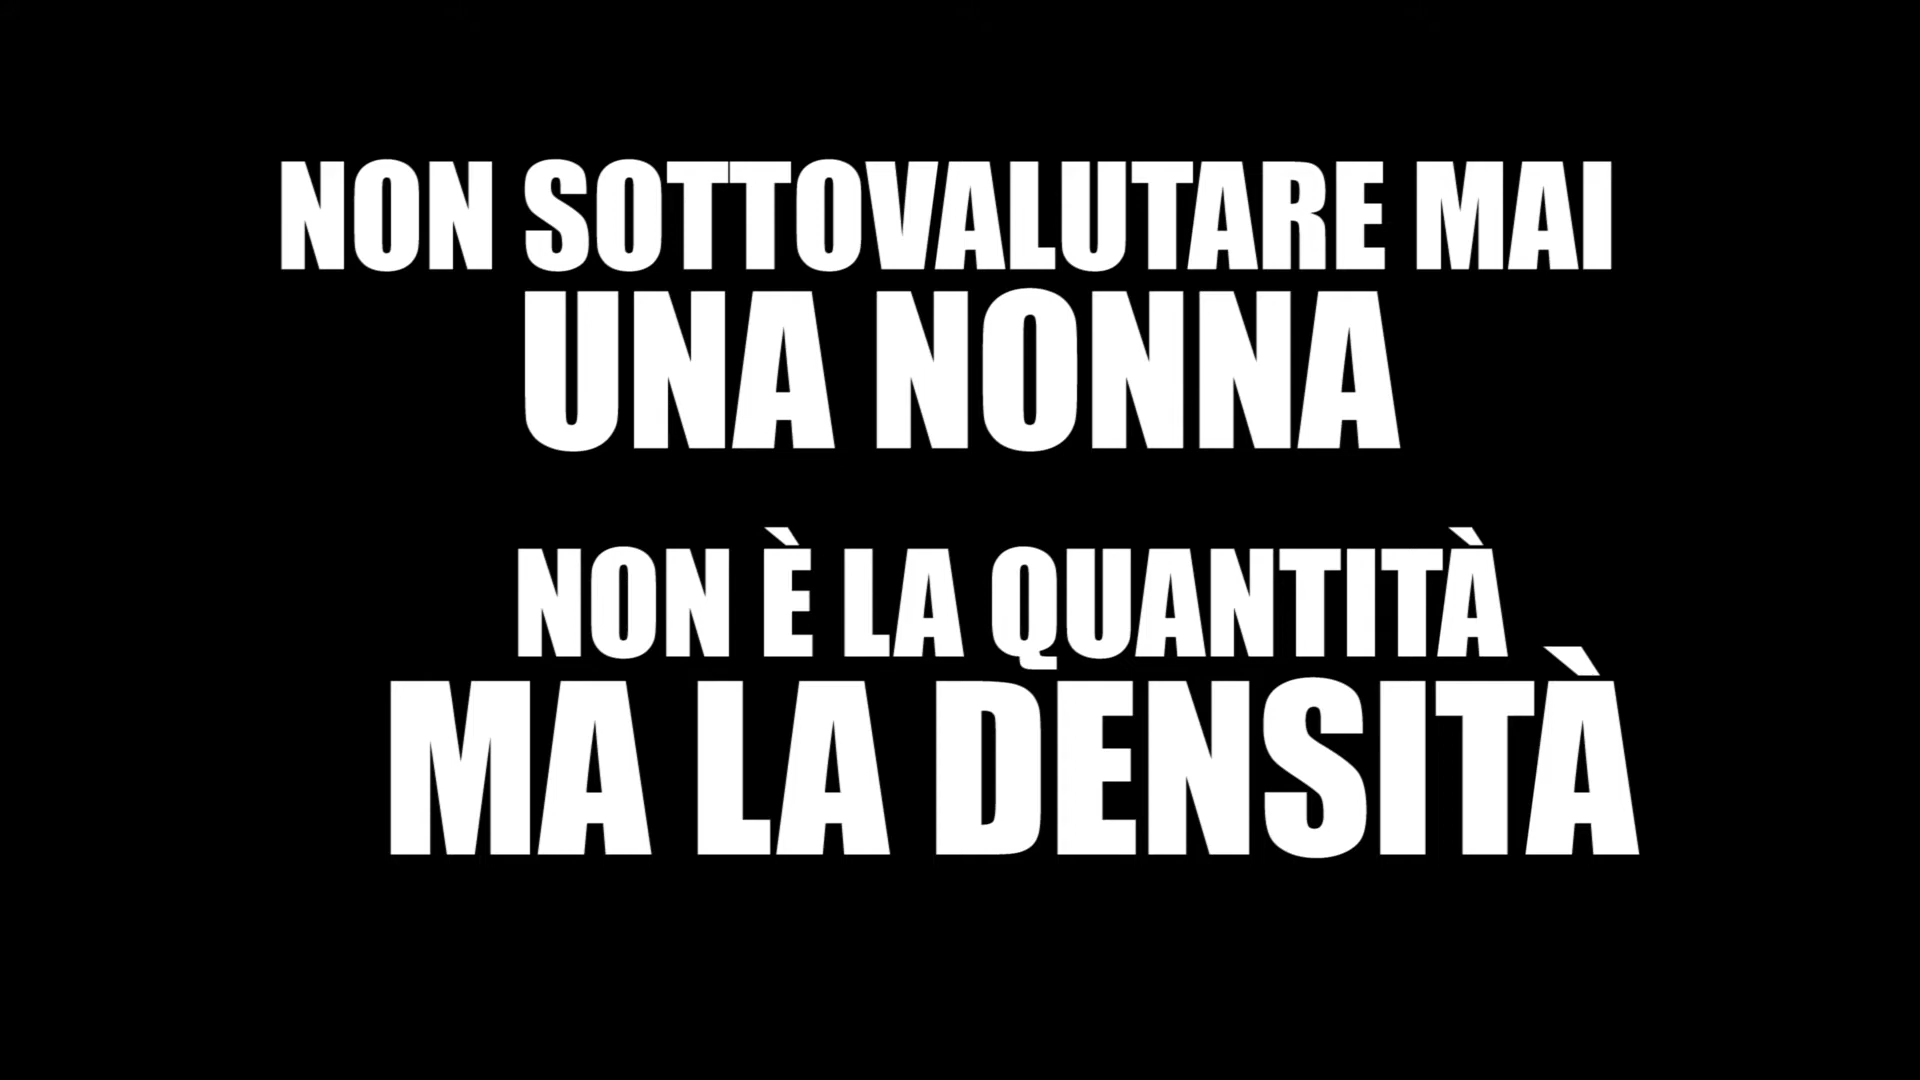 NON SOTTOVALUTARE MAI
UNA NONNA
NON È LA QUANTITÀ
MA LA DENSITÀ